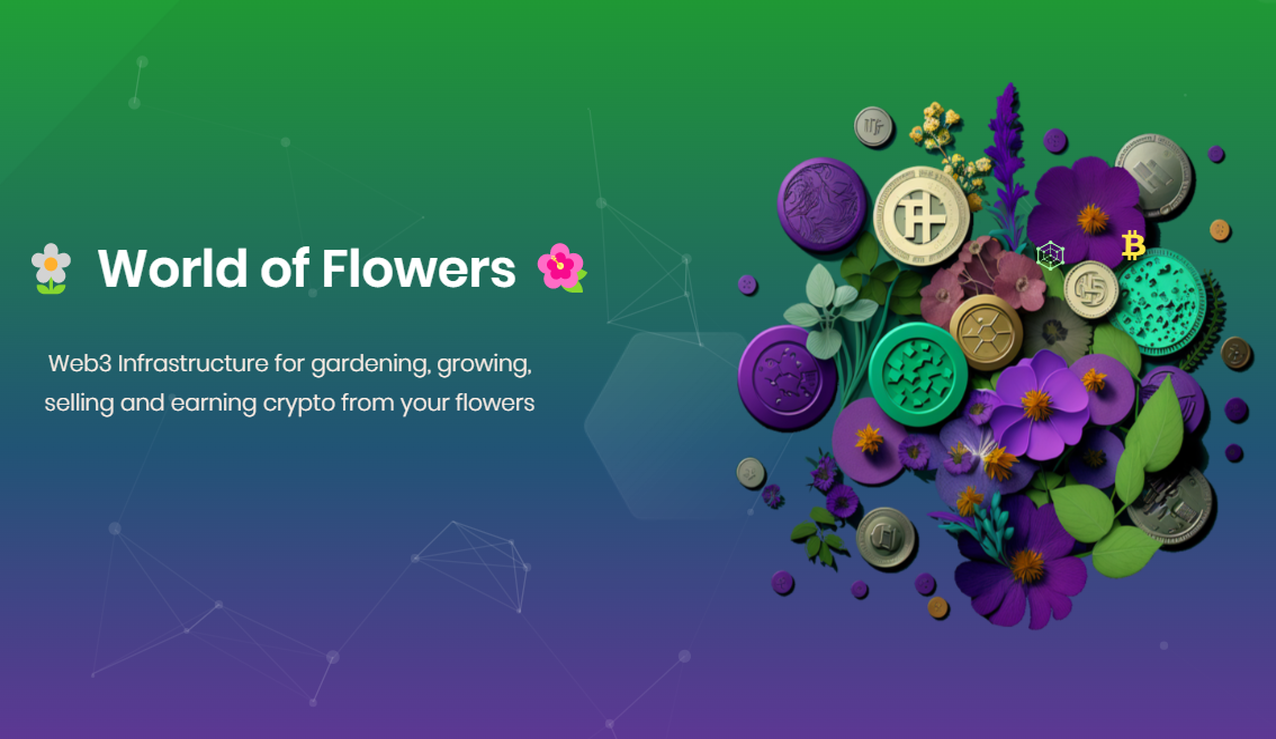 World of Flowers
Web3 Infrastructure for gardening, growing,
selling and earning crypto from your flowers